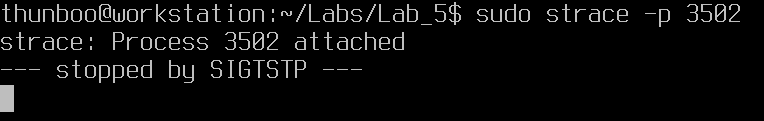 thunboo@workstation:~/Labs/Lab_5$ sudo strace -p 3502
strace: Process 3502 attached
--- stopped by SIGTSTP ---